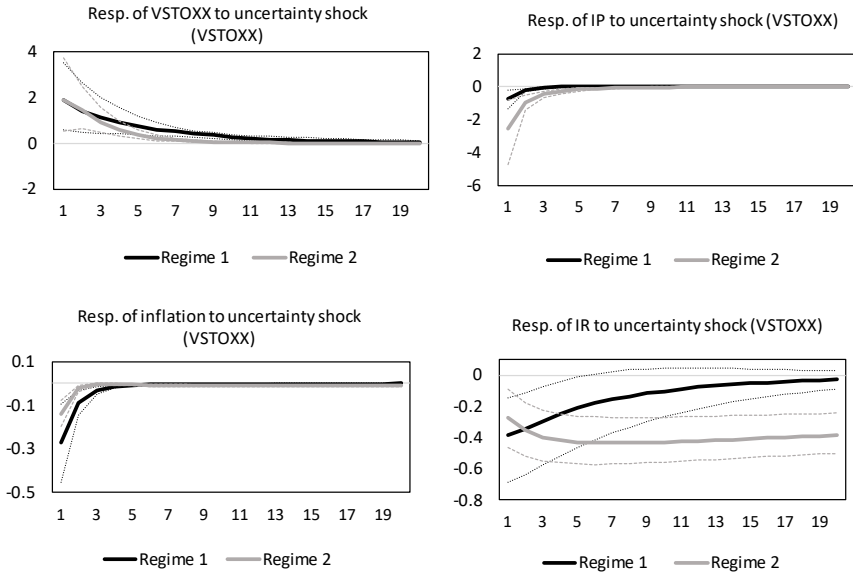 Resp. of VSTOXX to uncertainty shock
(VSTOXX)
4
2
0
-2
1 3 5 7 9 11 13 15 17 19
Regime 1 Regime 2
Resp. of IP to uncertainty shock (VSTOXX)
2
0
-2
-4
-6
1 3 5 7 9 11 13 15 17 19
Regime 1 Regime 2
Resp. of inflation to uncertainty shock
(VSTOXX)
0.1
-0.1
-0.3
-0.5
1 3 5 7 9 11 13 15 17 19
Regime 1 Regime 2
Resp. of IR to uncertainty shock (VSTOXX)
0
-0.2
-0.4
-0.6
-0.8
1 3 5 7 9 11 13 15 17 19
Regime 1 Regime 2